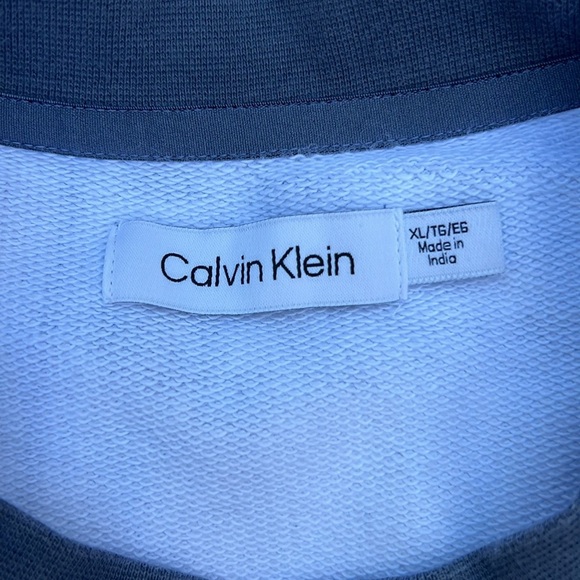 Calvin Klein
XL/TG/EG
Made in
India